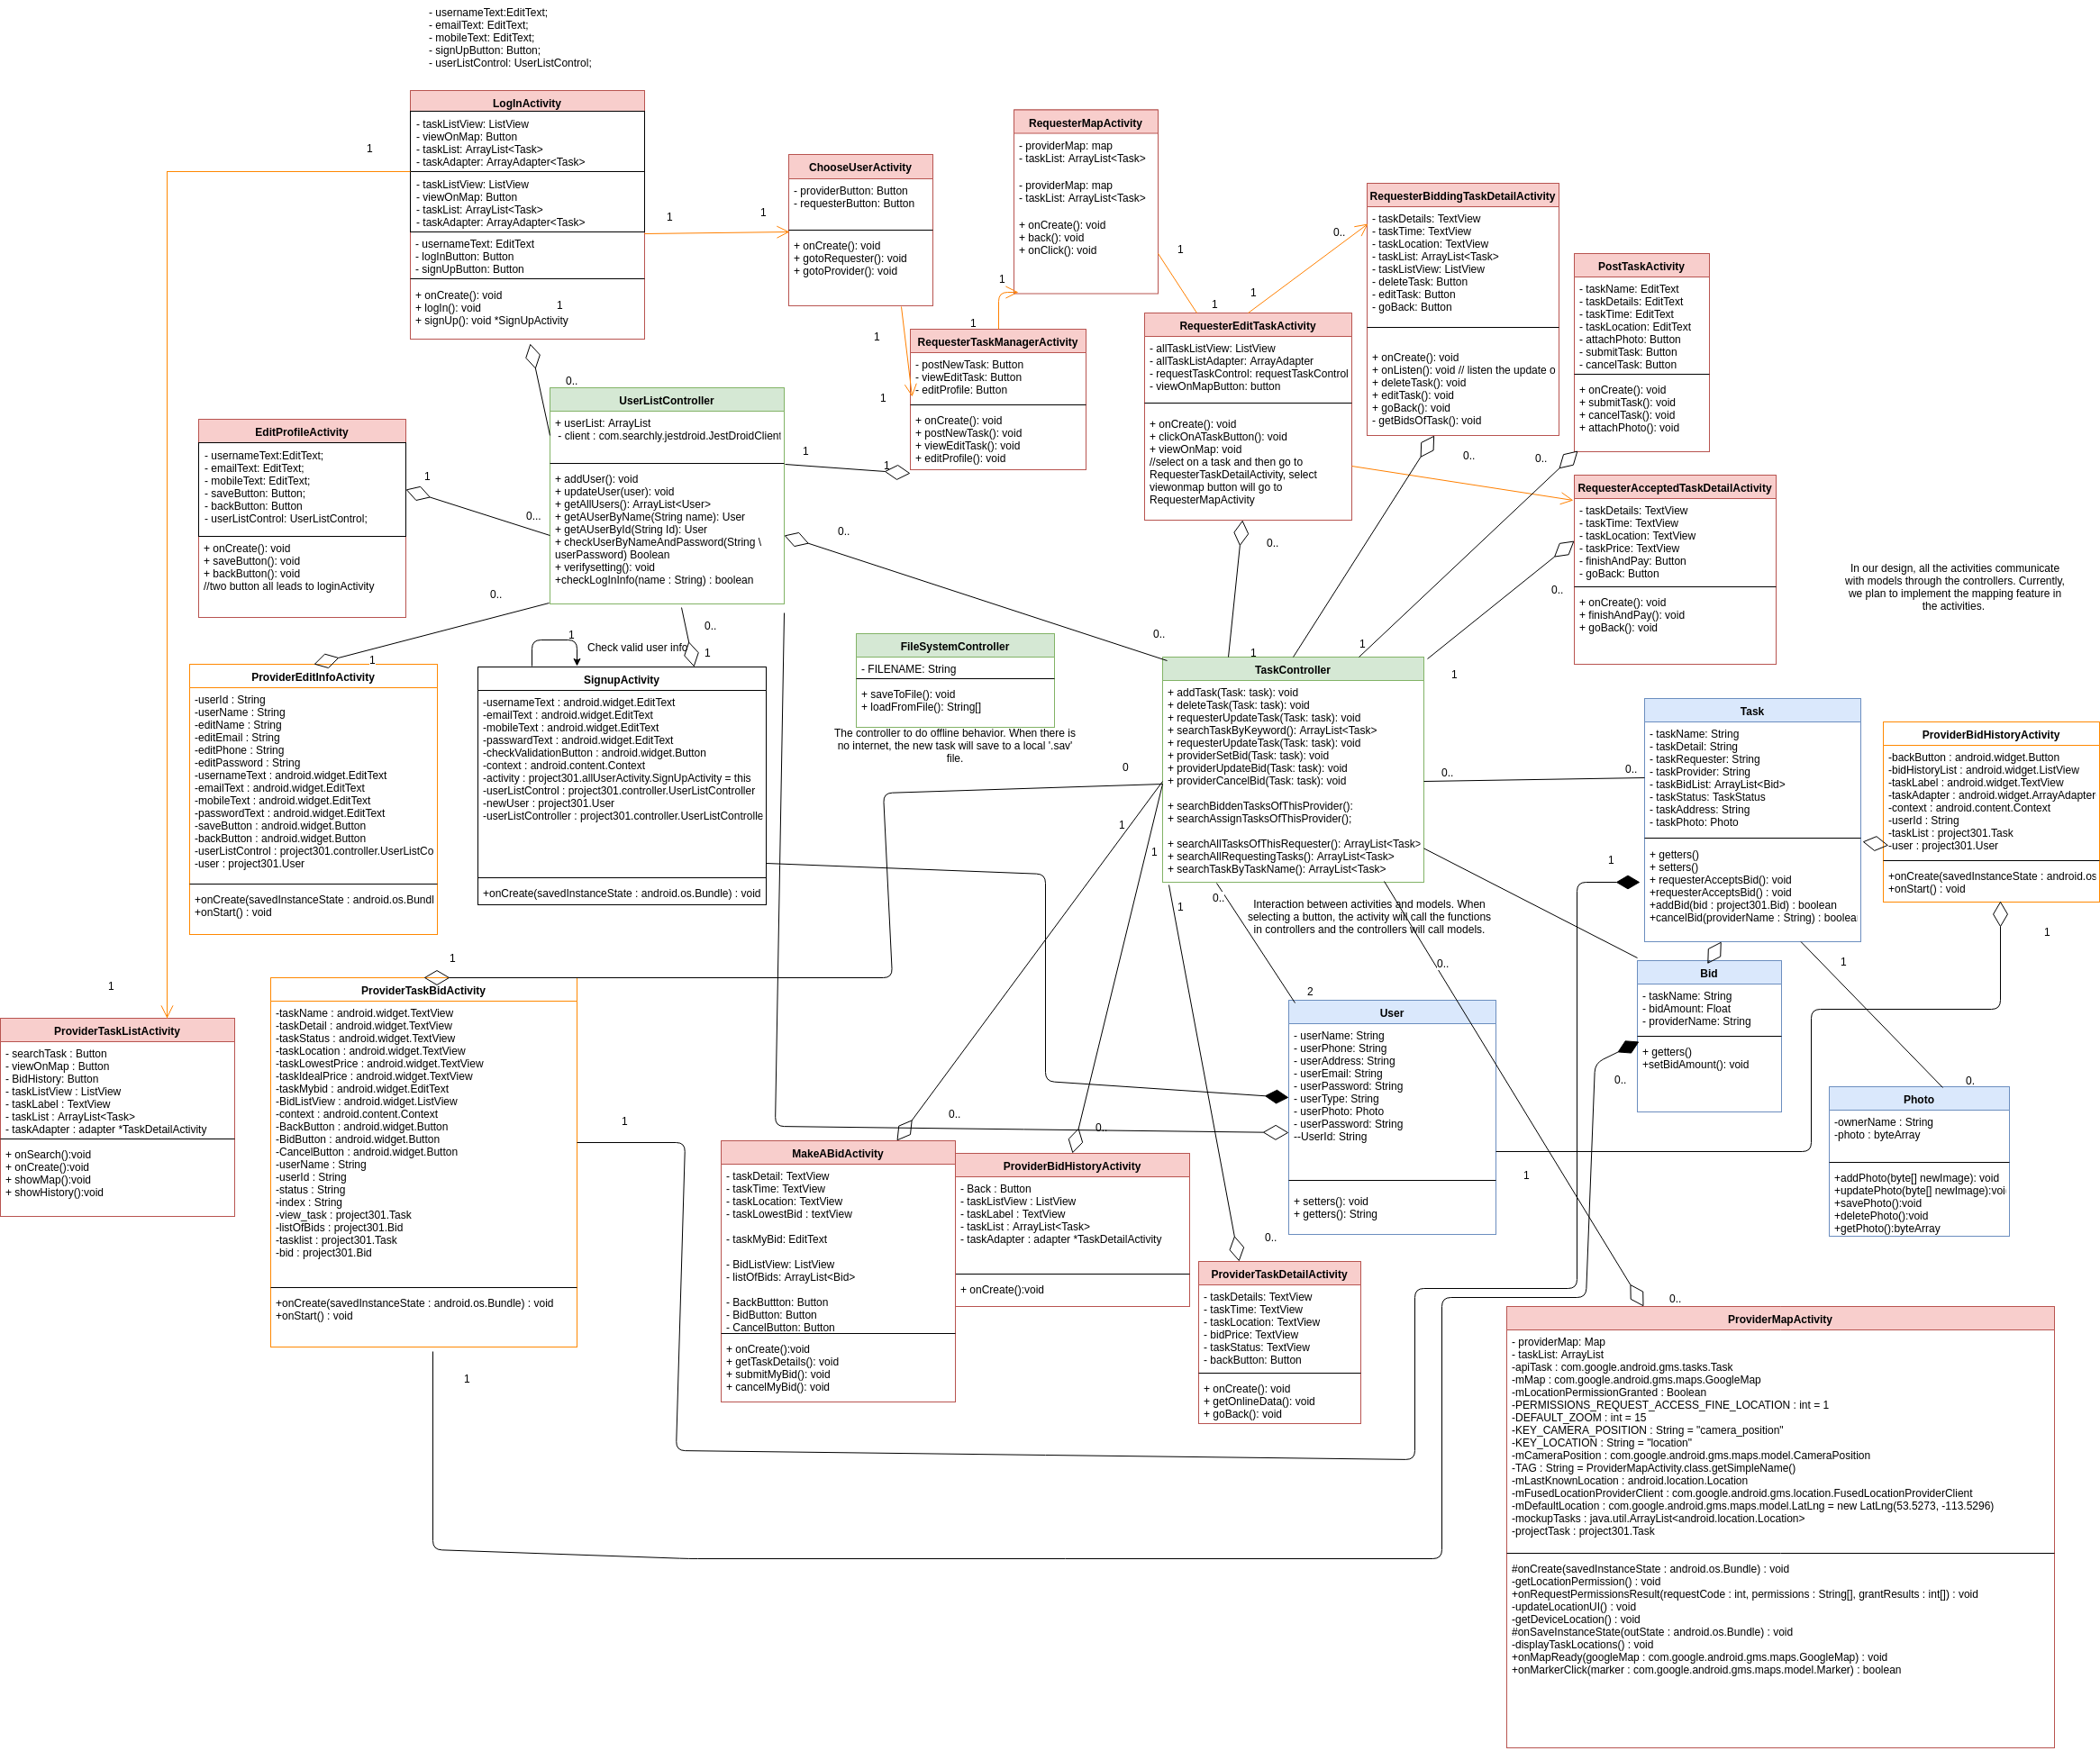 - usernameText:EditText;
- emailText: EditText;
- mobileText: EditText;
- signUpButton: Button;
- userListControl: UserListControl;
LogInActivity
- taskListView: ListView
- viewOnMap: Button
- taskList: ArrayList<Task>
- taskAdapter: ArrayAdapter<Task>
- taskListView: ListView
- viewOnMap: Button
- taskList: ArrayList<Task>
- taskAdapter: ArrayAdapter<Task>
- usernameText: EditText
- logInButton: Button
- signUpButton: Button
+ onCreate(): void
+ logIn(): void
+ signUp(): void *SignUpActivity
1
1
1
1
ChooseUserActivity
- providerButton: Button
- requesterButton: Button
+ onCreate(): void
+ gotoRequester(): void
+ gotoProvider(): void
RequesterMapActivity
- providerMap: map
- taskList: ArrayList<Task>
- providerMap: map
- taskList: ArrayList<Task>
+ onCreate(): void
+ back(): void
+ onClick(): void
1
1
1
1
1
RequesterTaskManagerActivity
- postNewTask: Button
- viewEditTask: Button
- editProfile: Button
+ onCreate(): void
+ postNewTask(): void
+ viewEditTask(): void
+ editProfile(): void
1
1
1
1
0..
RequesterEditTaskActivity
- allTaskListView: ListView
- allTaskListAdapter: ArrayAdapter
- requestTaskControl: requestTaskControl
- viewOnMapButton: button
+ onCreate(): void
+ clickOnATaskButton(): void
+ viewOnMap(): void
//select on a task and then go to
RequesterTaskDetailActivity, select
viewonmap button will go to
RequesterMapActivity
RequesterBiddingTaskDetailActivity
- taskDetails: TextView
- taskTime: TextView
- taskLocation: TextView
- taskList: ArrayList<Task>
- taskListView: ListView
- deleteTask: Button
- editTask: Button
- goBack: Button
+ onCreate(): void
+ onListen(): void // listen the update o
+ deleteTask(): void
+ editTask(): void
+ goBack(): void
- getBidsOfTask(): void
PostTaskActivity
- taskName: EditText
- taskDetails: EditText
- taskTime: EditText
- taskLocation: EditText
- attachPhoto: Button
- submitTask: Button
- cancelTask: Button
+ onCreate(): void
+ submitTask(): void
+ cancelTask(): void
+ attachPhoto(): void
0..
0..
0..
0..
RequesterAcceptedTaskDetailActivity
- taskDetails: TextView
- taskTime: TextView
- taskLocation: TextView
- taskPrice: TextView
- finishAndPay: Button
- goBack: Button
+ onCreate(): void
+ finishAndPay(): void
+ goBack(): void
In our design, all the activities communicate
with models through the controllers. Currently,
we plan to implement the mapping feature in
the activities.
0..
UserListController
+ userList: ArrayList
- client : com.searchly.jestdroid.JestDroidClient
+ addUser(): void
+ updateUser(user): void
+ getAllUsers(): ArrayList<User>
+ getAUserByName(String name): User
+ getAUserById(String Id): User
+ checkUserByNameAndPassword(String \
userPassword) Boolean
+ verifysetting(): void
+checkLogInInfo(name : String) : boolean
EditProfileActivity
- usernameText:EditText;
- emailText: EditText;
- mobileText: EditText;
- saveButton: Button;
- backButton: Button
- userListControl: UserListControl;
+ onCreate(): void
+ saveButton(): void
+ backButton(): void
//two button all leads to loginActivity
1
0...
0..
1
1
0..
1
0..
0..
Check valid user info
ProviderEditInfoActivity
-userId : String
-userName : String
-editName : String
-editEmail : String
-editPhone : String
-editPassword : String
-usernameText : android.widget.EditText
-emailText : android.widget.EditText
-mobileText : android.widget.EditText
-passwordText : android.widget.EditText
-saveButton : android.widget.Button
-backButton : android.widget.Button
-userListControl : project301.controller.UserListCo
-user : project301.User
+onCreate(savedInstanceState : android.os.Bundl
+onStart() : void
SignupActivity
-usernameText : android.widget.EditText
-emailText : android.widget.EditText
-mobileText : android.widget.EditText
-passwardText : android.widget.EditText
-checkValidationButton : android.widget.Button
-context : android.content.Context
-activity : project301.allUserActivity.SignUpActivity = this
-userListControl : project301.controller.UserListController
-newUser : project301.User
-userListController : project301.controller.UserListControlle
+onCreate(savedInstanceState : android.os.Bundle) : void
FileSystemController
- FILENAME: String
+ saveToFile(): void
+ loadFromFile(): String[]
The controller to do offline behavior. When there is
no internet, the new task will save to a local '.sav'
file.
TaskController
+ addTask(Task: task): void
+ deleteTask(Task: task): void
+ requesterUpdateTask(Task: task): void
+ searchTaskByKeyword(): ArrayList<Task>
+ requesterUpdateTask(Task: task): void
+ providerSetBid(Task: task): void
+ providerUpdateBid(Task: task): void
+ providerCancelBid(Task: task): void
+ searchBiddenTasksOfThisProvider():
+ searchAssignTasksOfThisProvider();
+ searchAllTasksOfThisRequester(): ArrayList<Task>
+ searchAllRequestingTasks(): ArrayList<Task>
+ searchTaskByTaskName(): ArrayList<Task>
1
1
1
0
1
1
1
0..
0..
0..
0..
1
Interaction between activities and models. When
selecting a button, the activity will call the functions
in controllers and the controllers will call models.
Task
- taskName: String
- taskDetail: String
- taskRequester: String
- taskProvider: String
- taskBidList: ArrayList<Bid>
- taskStatus: TaskStatus
- taskAddress: String
- taskPhoto: Photo
+ getters()
+ setters()
+ requesterAcceptsBid(): void
+requesterAcceptsBid() : void
+addBid(bid : project301.Bid) : boolean
+cancelBid(providerName : String) : boolea
ProviderBidHistoryActivity
-backButton : android.widget.Button
-bidHistoryList : android.widget.ListView
-taskLabel : android.widget.TextView
-taskAdapter : android.widget.ArrayAdapter
-context : android.content.Context
-userId : String
-taskList : project301.Task
-user : project301.User
+onCreate(savedInstanceState : android.os
+onStart() : void
1
1
Bid
- taskName: String
- bidAmount: Float
- providerName: String
+ getters()
+setBidAmount(): void
0..
0.
Photo
-ownerName : String
-photo : byteArray
+addPhoto(byte[] newImage): void
+updatePhoto(byte[] newImage):voi
+savePhoto():void
+deletePhoto():void
+getPhoto():byteArray
2
User
- userName: String
- userPhone: String
- userAddress: String
- userEmail: String
- userPassword: String
- userType: String
- userPhoto: Photo
- userPassword: String
--UserId: String
+ setters(): void
+ getters(): String
1
1
1
ProviderTaskListActivity
- searchTask : Button
- viewOnMap : Button
- BidHistory: Button
- taskListView : ListView
- taskLabel : TextView
- taskList : ArrayList<Task>
- taskAdapter : adapter *TaskDetailActivity
+ onSearch():void
+ onCreate():void
+ showMap():void
+ showHistory():void
ProviderTaskBidActivity
-taskName : android.widget.TextView
-taskDetail : android.widget.TextView
-taskStatus : android.widget.TextView
-taskLocation : android.widget.TextView
-taskLowestPrice : android.widget.TextView
-taskIdealPrice : android.widget.TextView
-taskMybid : android.widget.EditText
-BidListView : android.widget.ListView
-context : android.content.Context
-BackButton : android.widget.Button
-BidButton : android.widget.Button
-CancelButton : android.widget.Button
-userName : String
-userId : String
-status : String
-index : String
-view_task : project301.Task
-listOfBids : project301.Bid
-tasklist : project301.Task
-bid : project301.Bid
+onCreate(savedInstanceState : android.os.Bundle) : void
+onStart() : void
1
1
0..
0..
MakeABidActivity
- taskDetail: TextView
- taskTime: TextView
- taskLocation: TextView
- taskLowestBid : textView
- taskMyBid: EditText
- BidListView: ListView
- listOfBids: ArrayList<Bid>
- BackButtton: Button
- BidButton: Button
- CancelButton: Button
+ onCreate():void
+ getTaskDetails(): void
+ submitMyBid(): void
+ cancelMyBid(): void
ProviderBidHistoryActivity
- Back : Button
- taskListView : ListView
- taskLabel : TextView
- taskList : ArrayList<Task>
- taskAdapter : adapter *TaskDetailActivity
+ onCreate():void
0..
ProviderTaskDetailActivity
- taskDetails: TextView
- taskTime: TextView
- taskLocation: TextView
- bidPrice: TextView
- taskStatus: TextView
- backButton: Button
+ onCreate(): void
+ getOnlineData(): void
+ goBack(): void
0..
ProviderMapActivity
- providerMap: Map
- taskList: ArrayList
-apiTask : com.google.android.gms.tasks.Task
-mMap : com.google.android.gms.maps.GoogleMap
-mLocationPermissionGranted : Boolean
-PERMISSIONS_REQUEST_ACCESS_FINE_LOCATION : int = 1
-DEFAULT_ZOOM : int = 15
-KEY_CAMERA_POSITION : String = "camera_position"
-KEY_LOCATION : String = "location"
-mCameraPosition : com.google.android.gms.maps.model.CameraPosition
-TAG : String = ProviderMapActivity.class.getSimpleName()
-mLastKnownLocation : android.location.Location
-mFusedLocationProviderClient : com.google.android.gms.location.FusedLocationProviderClient
-mDefaultLocation : com.google.android.gms.maps.model.LatLng = new LatLng(53.5273, -113.5296)
-mockupTasks : java.util.ArrayList<android.location.Location>
-projectTask : project301.Task
#onCreate(savedInstanceState : android.os.Bundle) : void
-getLocationPermission() : void
+onRequestPermissionsResult(requestCode : int, permissions : String[], grantResults : int[]) : void
-updateLocationUI() : void
-getDeviceLocation() : void
#onSaveInstanceState(outState : android.os.Bundle) : void
-displayTaskLocations() : void
+onMapReady(googleMap : com.google.android.gms.maps.GoogleMap) : void
+onMarkerClick(marker : com.google.android.gms.maps.model.Marker) : boolean